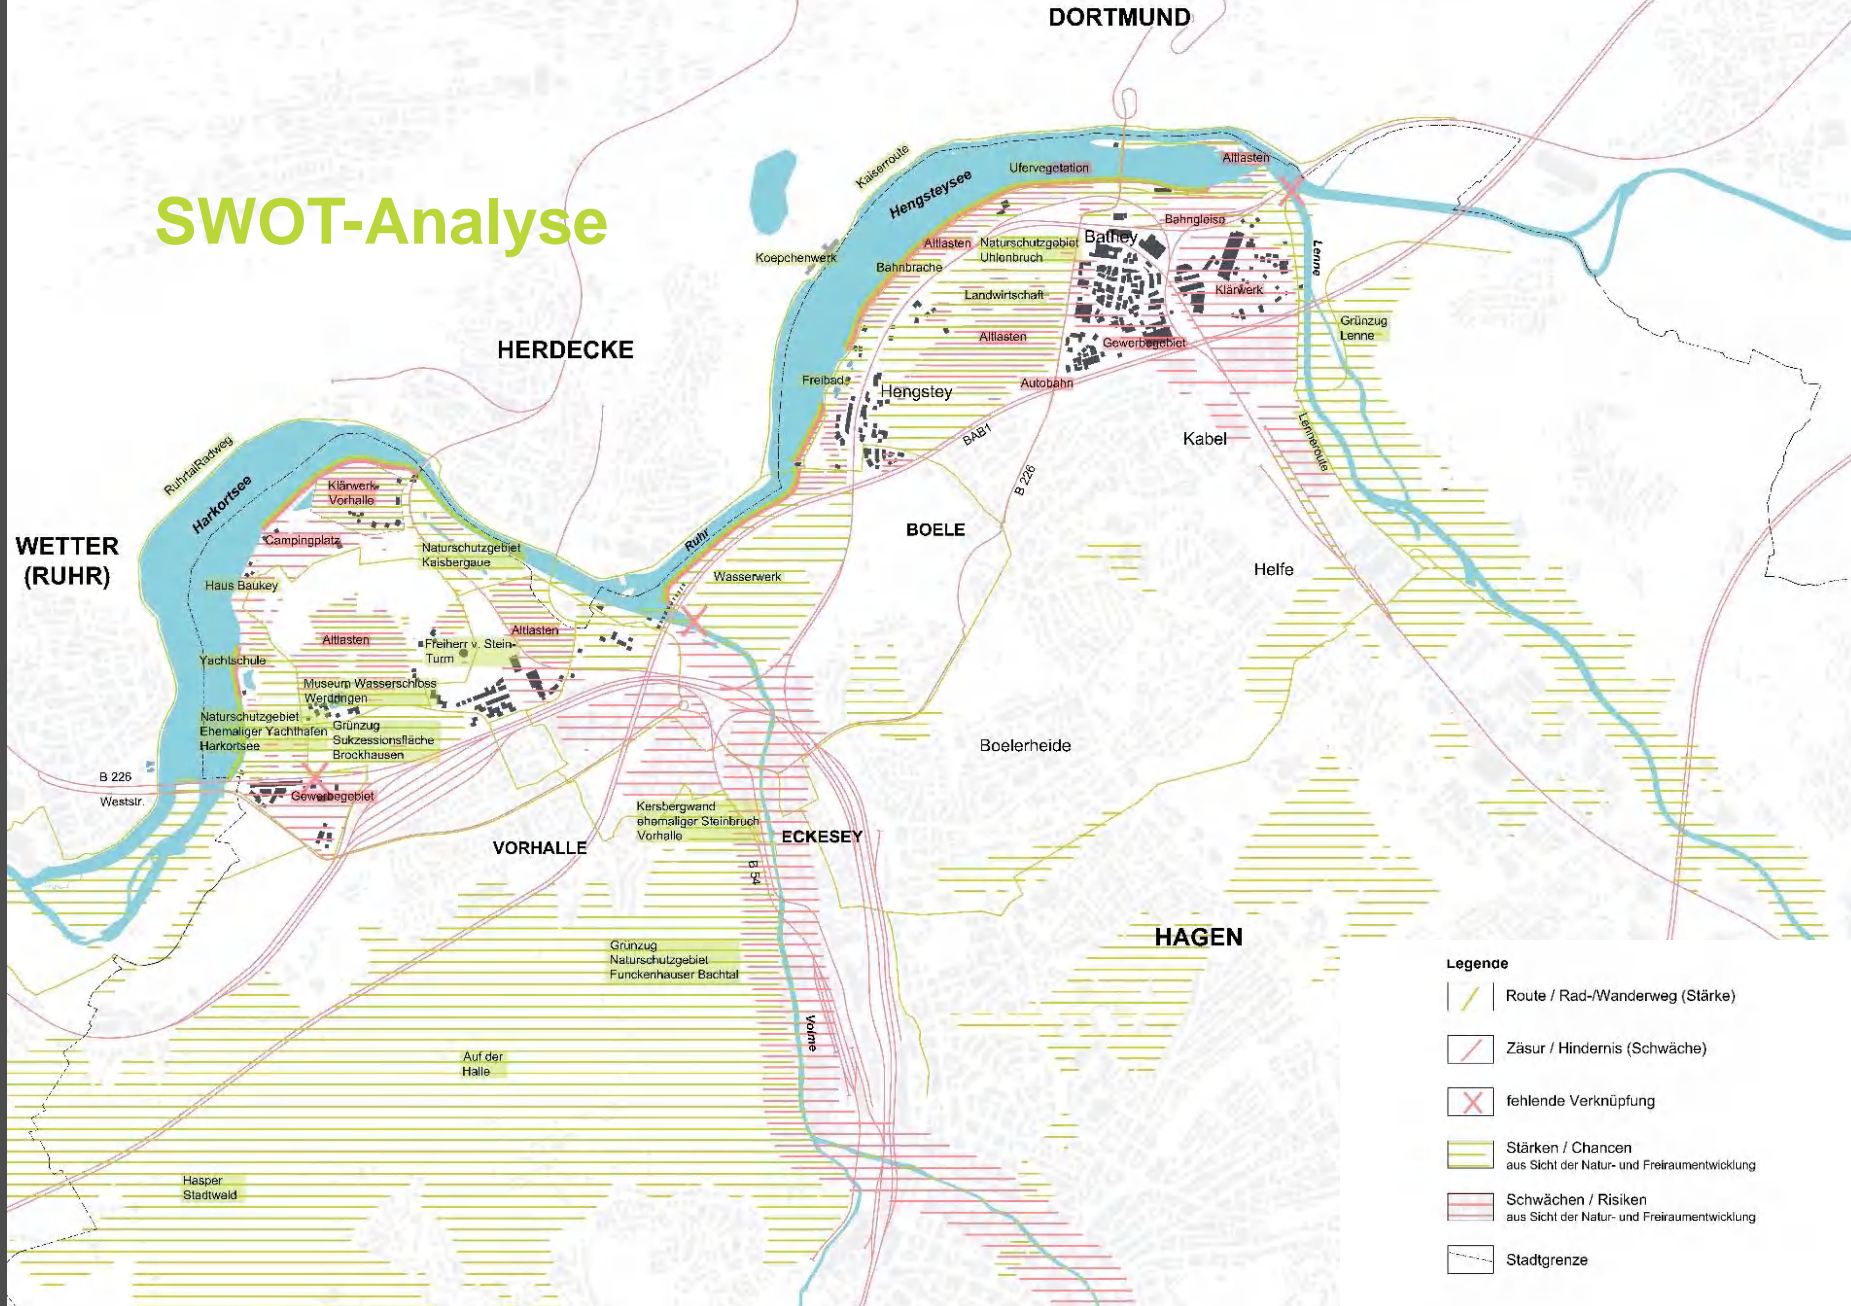 DORTMUND
SWOT-Analyse
Kaiserroute
Hengsteysee
Ufervegetation
Altlasten
Bahngleise
Bathey
Koepchenwerk
Altlasten
Naturschutzgebiet
Uhlenbruch
Bahnbrache
Lenne
Landwirtschaft
Klärwerk
Altlasten
Gewerbegebiet
Grünzug
Lenne
HERDECKE
Freibad
Hengstey
Autobahn
BAB1
Kabel
Lenneroute
RuhrtalRadweg
Harkortsee
Klärwerk
Vorhalle
B 226
WETTER
(RUHR)
Campingplatz
Naturschutzgebiet
Kaisbergaue
Ruhr
BOELE
Haus Baukey
Wasserwerk
Helfe
Altlasten
Altlasten
Freiherr v. Stein-
Turm
Yachtschule
Museum Wasserschloss
Werdringen
Naturschutzgebiet
Ehemaliger Yachthafen
Harkortsee
Grünzug
Sukzessionsfläche
Brockhausen
Boelerheide
B 226
Weststr.
Gewerbegebiet
Kersbergwand
ehemaliger Steinbruch
Vorhalle
VORHALLE
ECKESEY
B 54
HAGEN
Grünzug
Naturschutzgebiet
Funckenhauser Bachtal
Volme
Auf der
Halle
Hasper
Stadtwald
Legende
Route / Rad-/Wanderweg (Stärke)
Zäsur / Hindernis (Schwäche)
fehlende Verknüpfung
Stärken / Chancen
aus Sicht der Natur- und Freiraumentwicklung
Schwächen / Risiken
aus Sicht der Natur- und Freiraumentwicklung
Stadtgrenze